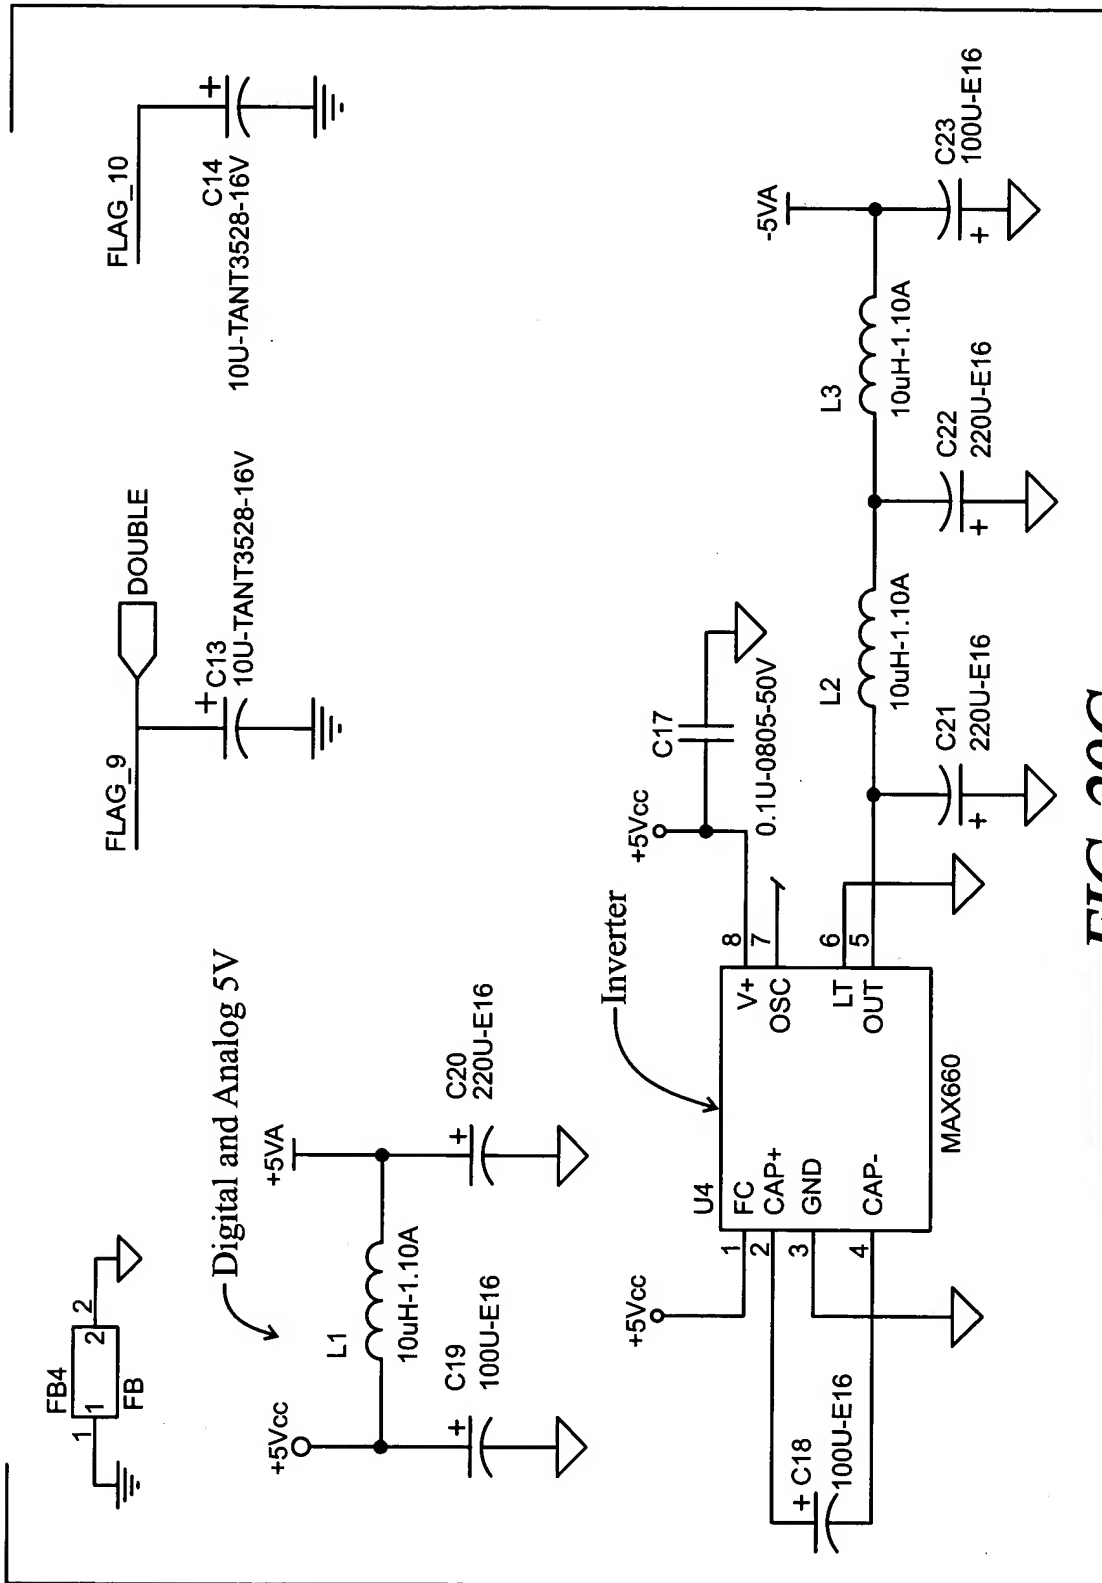 FB4
1
1
2
2
FB
FLAG_9
DOUBLE
C13
10U-TANT3528-16V
FLAG_10
C14
10U-TANT3528-16V
Digital and Analog 5V
+5Vcc
L1
10uH-1.10A
+5VA
C19
100U-E16
C20
220U-E16
Inverter
+5Vcc
U4
1
2
3
4
FC
CAP+
GND
CAP-
V+
OSC
LT
OUT
8
7
6
5
MAX660
C18
100U-E16
+5Vcc
C17
0.1U-0805-50V
L2
10uH-1.10A
L3
10uH-1.10A
-5VA
C21
220U-E16
C22
220U-E16
C23
100U-E16